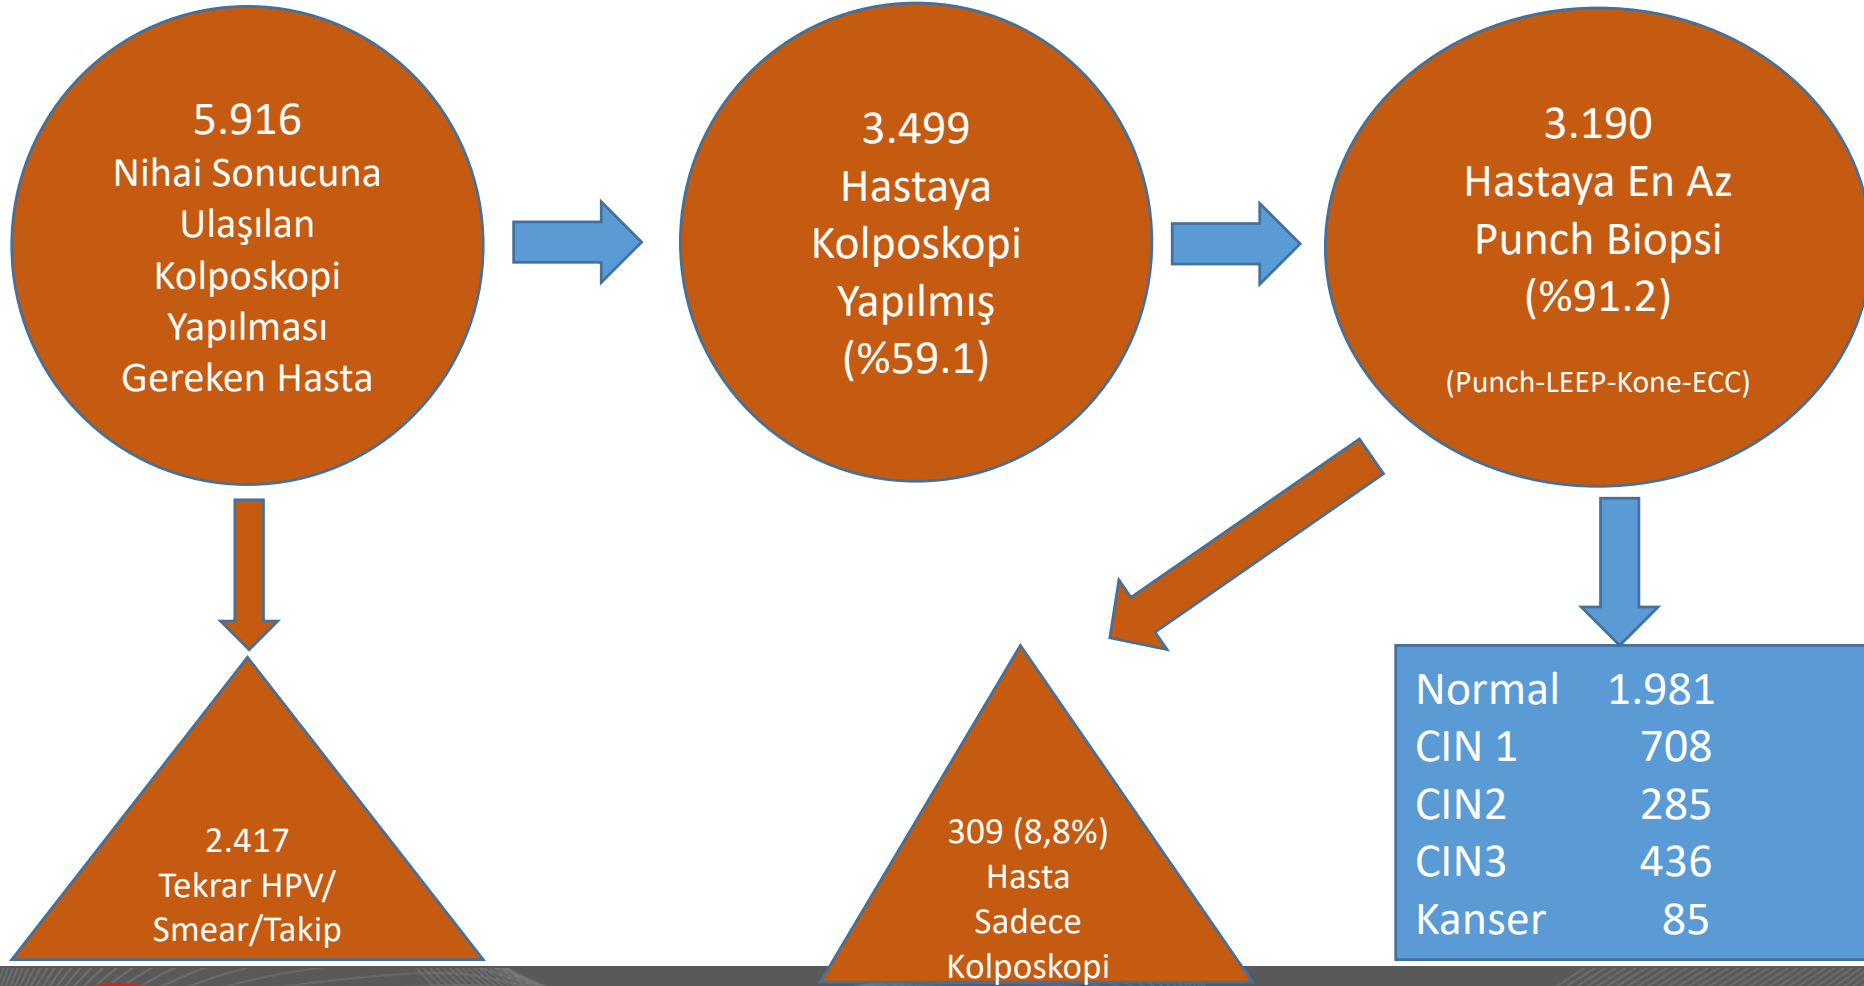 5.916
Nihai Sonucuna
Ulaşılan
Kolposkopi
Yapılması
Gereken Hasta
3.499
Hastaya
Kolposkopi
Yapılmış
(%59.1)
3.190
Hastaya En Az
Punch Biopsi
(%91.2)
(Punch-LEEP-Kone-ECC)
2.417
Tekrar HPV/
Smear/Takip
309 (8,8%)
Hasta
Sadece
Kolposkopi
Normal 1.981
CIN 1 708
CIN2 285
CIN3 436
Kanser 85